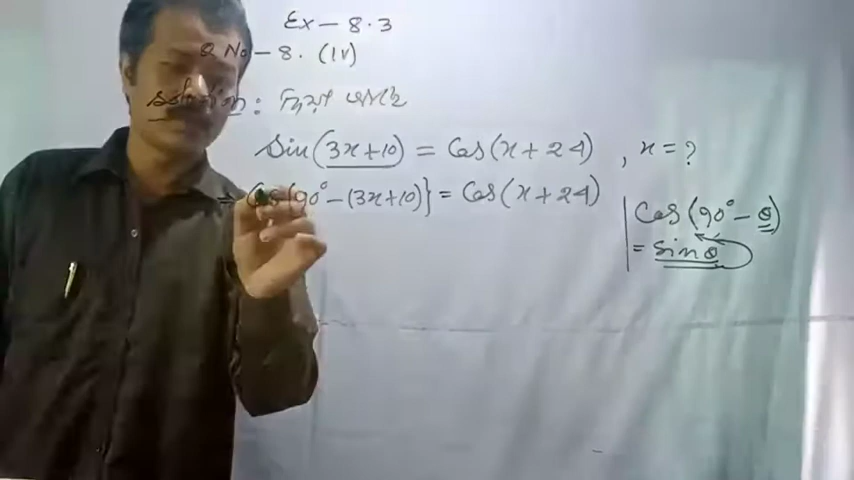 Ex – 8.3
Q No – 8. (iv)
Solution:
Sin(3x+10) = Cos(x+24) , x = ?
⇒ Cos{90° – (3x+10)} = Cos(x+24)
Cos(90° – θ)
= Sinθ